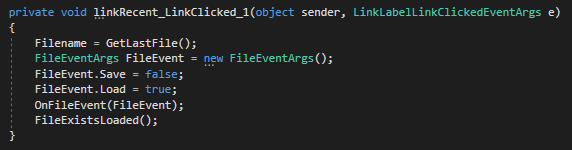 private void linkRecent_LinkClicked_1(object sender, LinkLabelLinkClickedEventArgs e)
{
Filename = GetLastFile();
FileEventArgs FileEvent = new FileEventArgs();
FileEvent.Save = false;
FileEvent.Load = true;
OnFileEvent(FileEvent);
FileExistsLoaded();
}